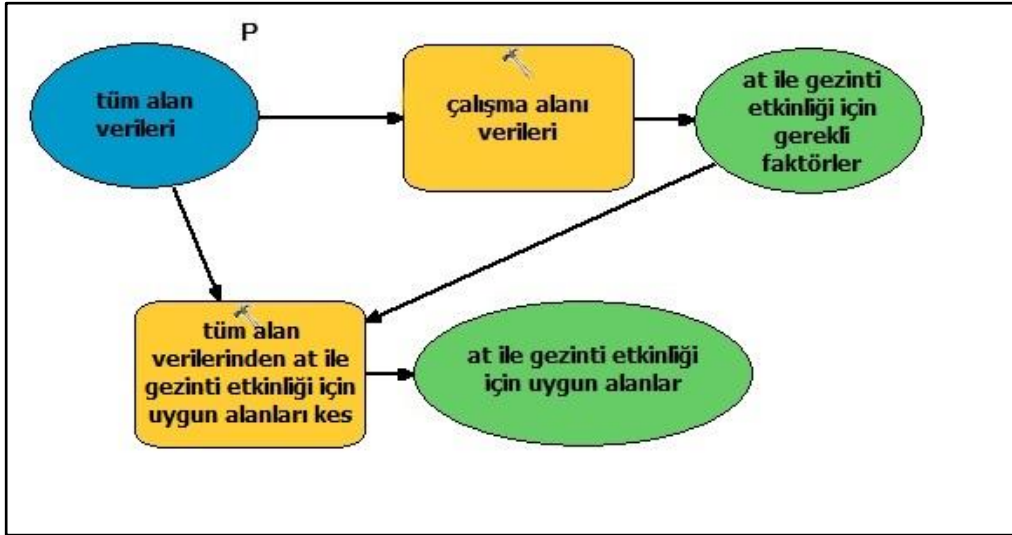 P
tüm alan
verileri
çalışma alanı
verileri
at ile gezinti
etkinliği için
gerekli
faktörler
tüm alan
verilerinden at ile
gezinti etkinliği için
uygun alanları kes
at ile gezinti etkinliği
için uygun alanlar